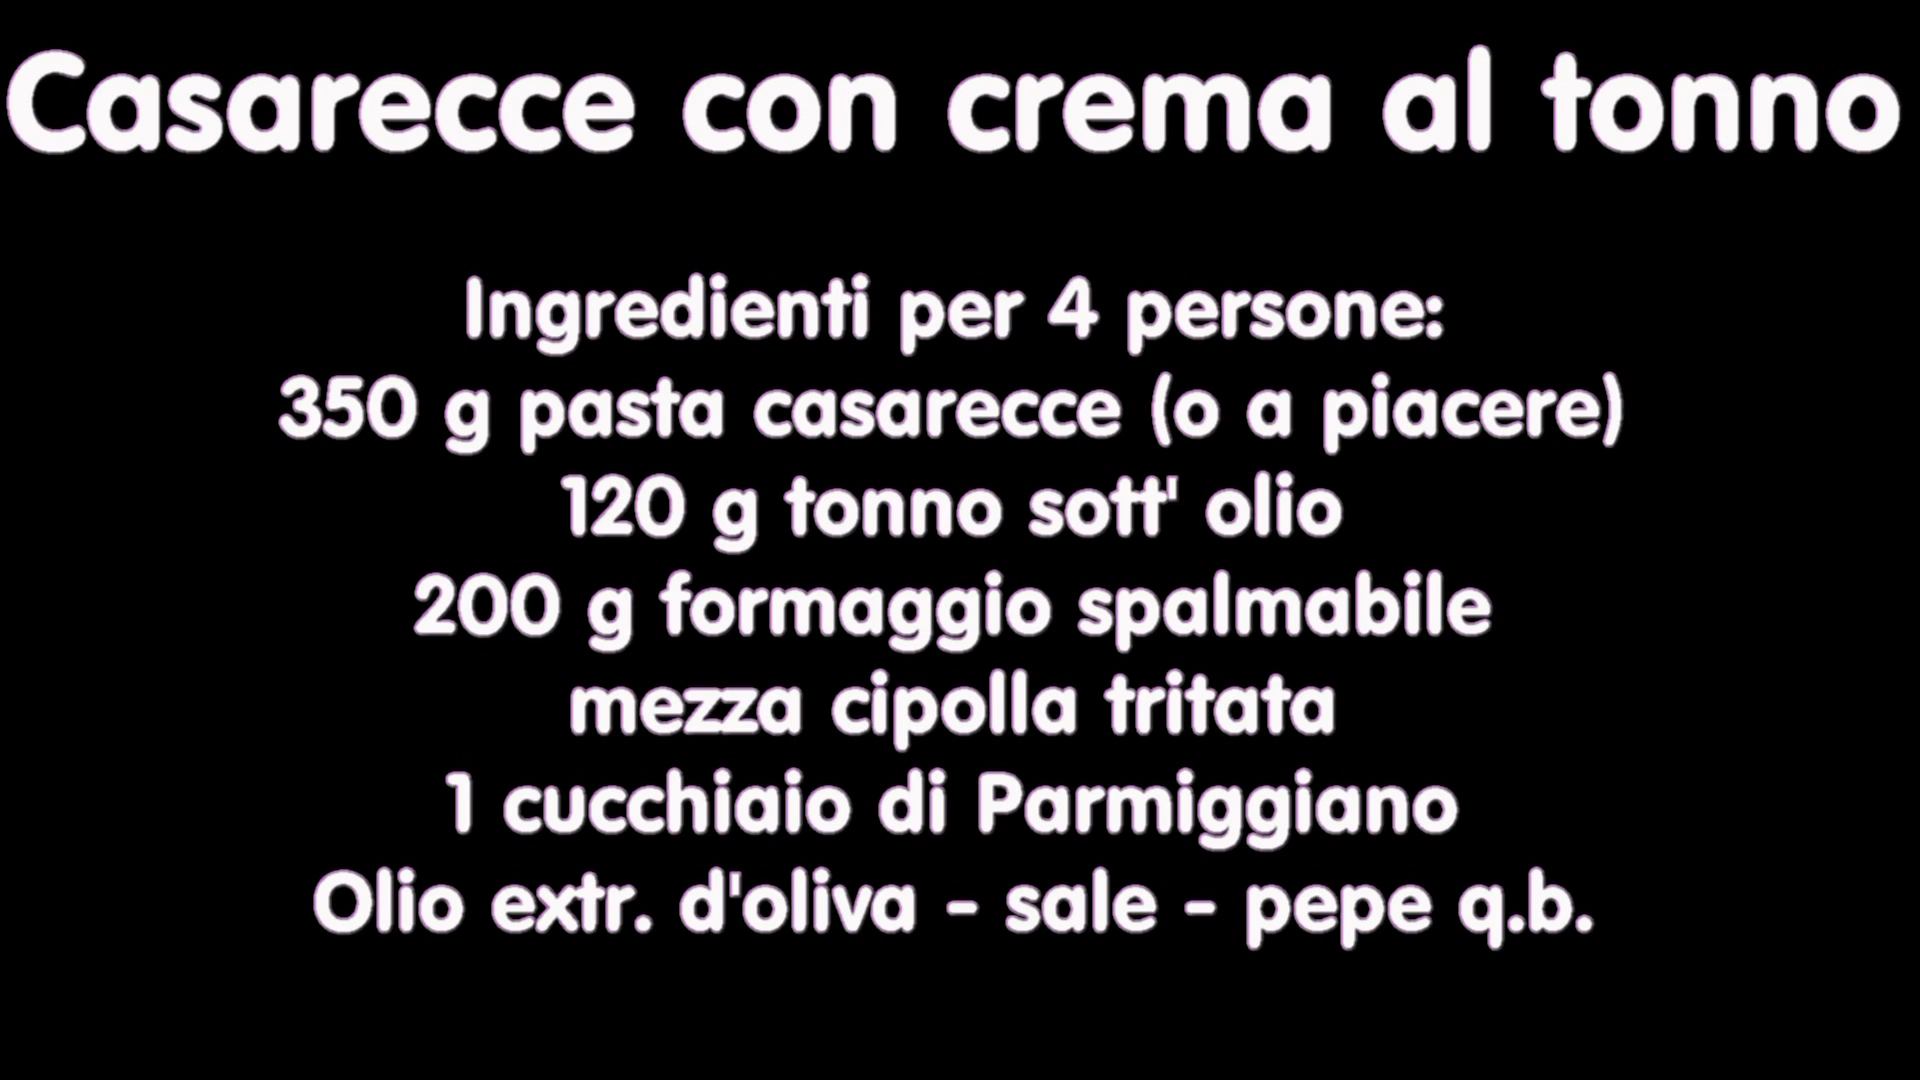 Casarecce con crema al tonno
Ingredienti per 4 persone:
350 g pasta casarecce (o a piacere)
120 g tonno sott' olio
200 g formaggio spalmabile
mezza cipolla tritata
1 cucchiaio di Parmiggiano
Olio extr. d'oliva - sale - pepe q.b.